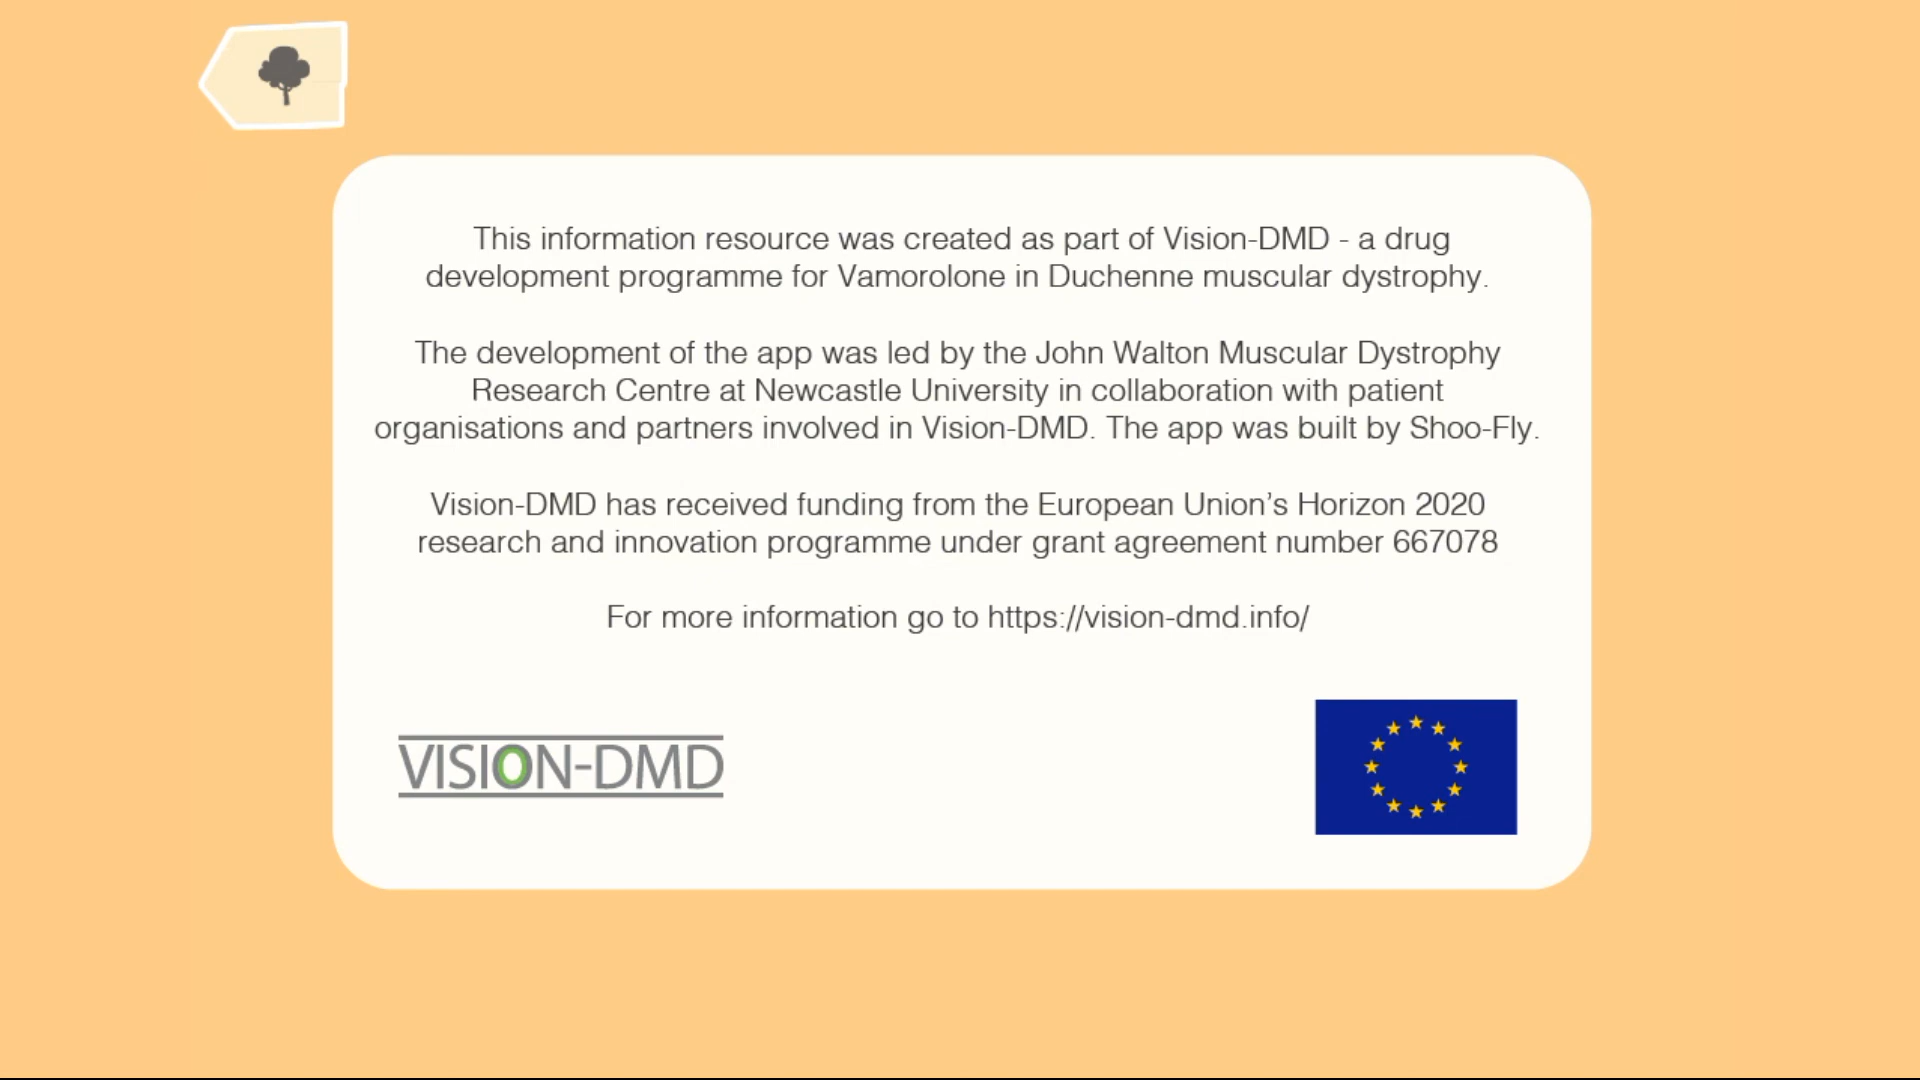 This information resource was created as part of Vision-DMD - a drug
development programme for Vamorolone in Duchenne muscular dystrophy.
The development of the app was led by the John Walton Muscular Dystrophy
Research Centre at Newcastle University in collaboration with patient
organisations and partners involved in Vision-DMD. The app was built by Shoo-Fly.
Vision-DMD has received funding from the European Union’s Horizon 2020
research and innovation programme under grant agreement number 667078
For more information go to https://vision-dmd.info/
VISION-DMD